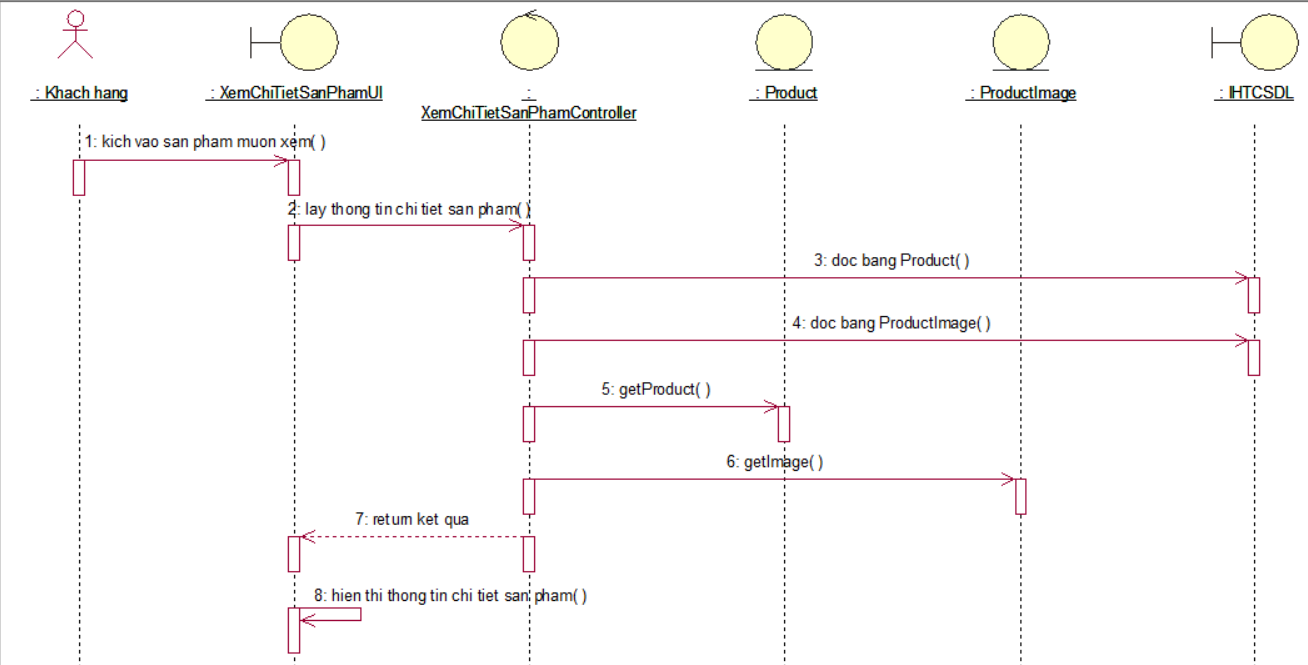 : Khach hang
: XemChiTietSanPhamUI
:
XemChiTietSanPhamController
: Product
: ProductImage
: IHTCSDL
1: kich vao san pham muon xem( )
2: lay thong tin chi tiet san pham( )
3: doc bang Product( )
4: doc bang ProductImage( )
5: getProduct( )
6: getImage( )
7: return ket qua
8: hien thi thong tin chi tiet san pham( )